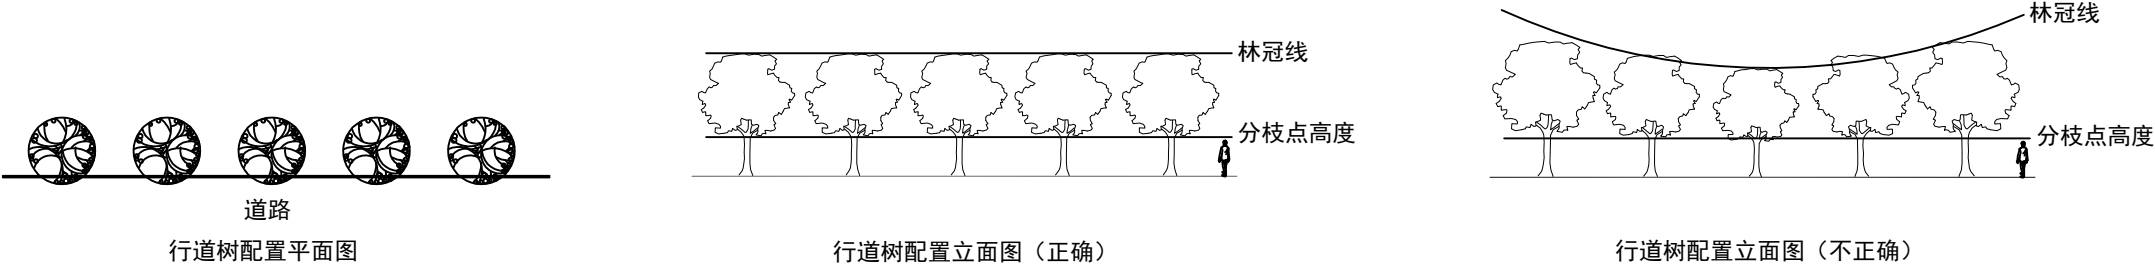 道路
行道树配置平面图
林冠线
分枝点高度
行道树配置立面图（正确）
林冠线
分枝点高度
行道树配置立面图（不正确）